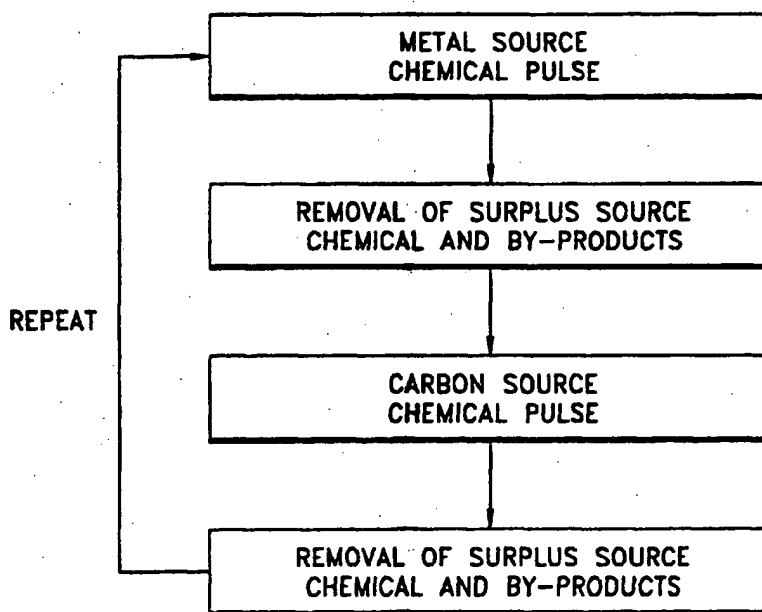 METAL SOURCE
CHEMICAL PULSE
REMOVAL OF SURPLUS SOURCE
CHEMICAL AND BY-PRODUCTS
REPEAT
CARBON SOURCE
CHEMICAL PULSE
REMOVAL OF SURPLUS SOURCE
CHEMICAL AND BY-PRODUCTS